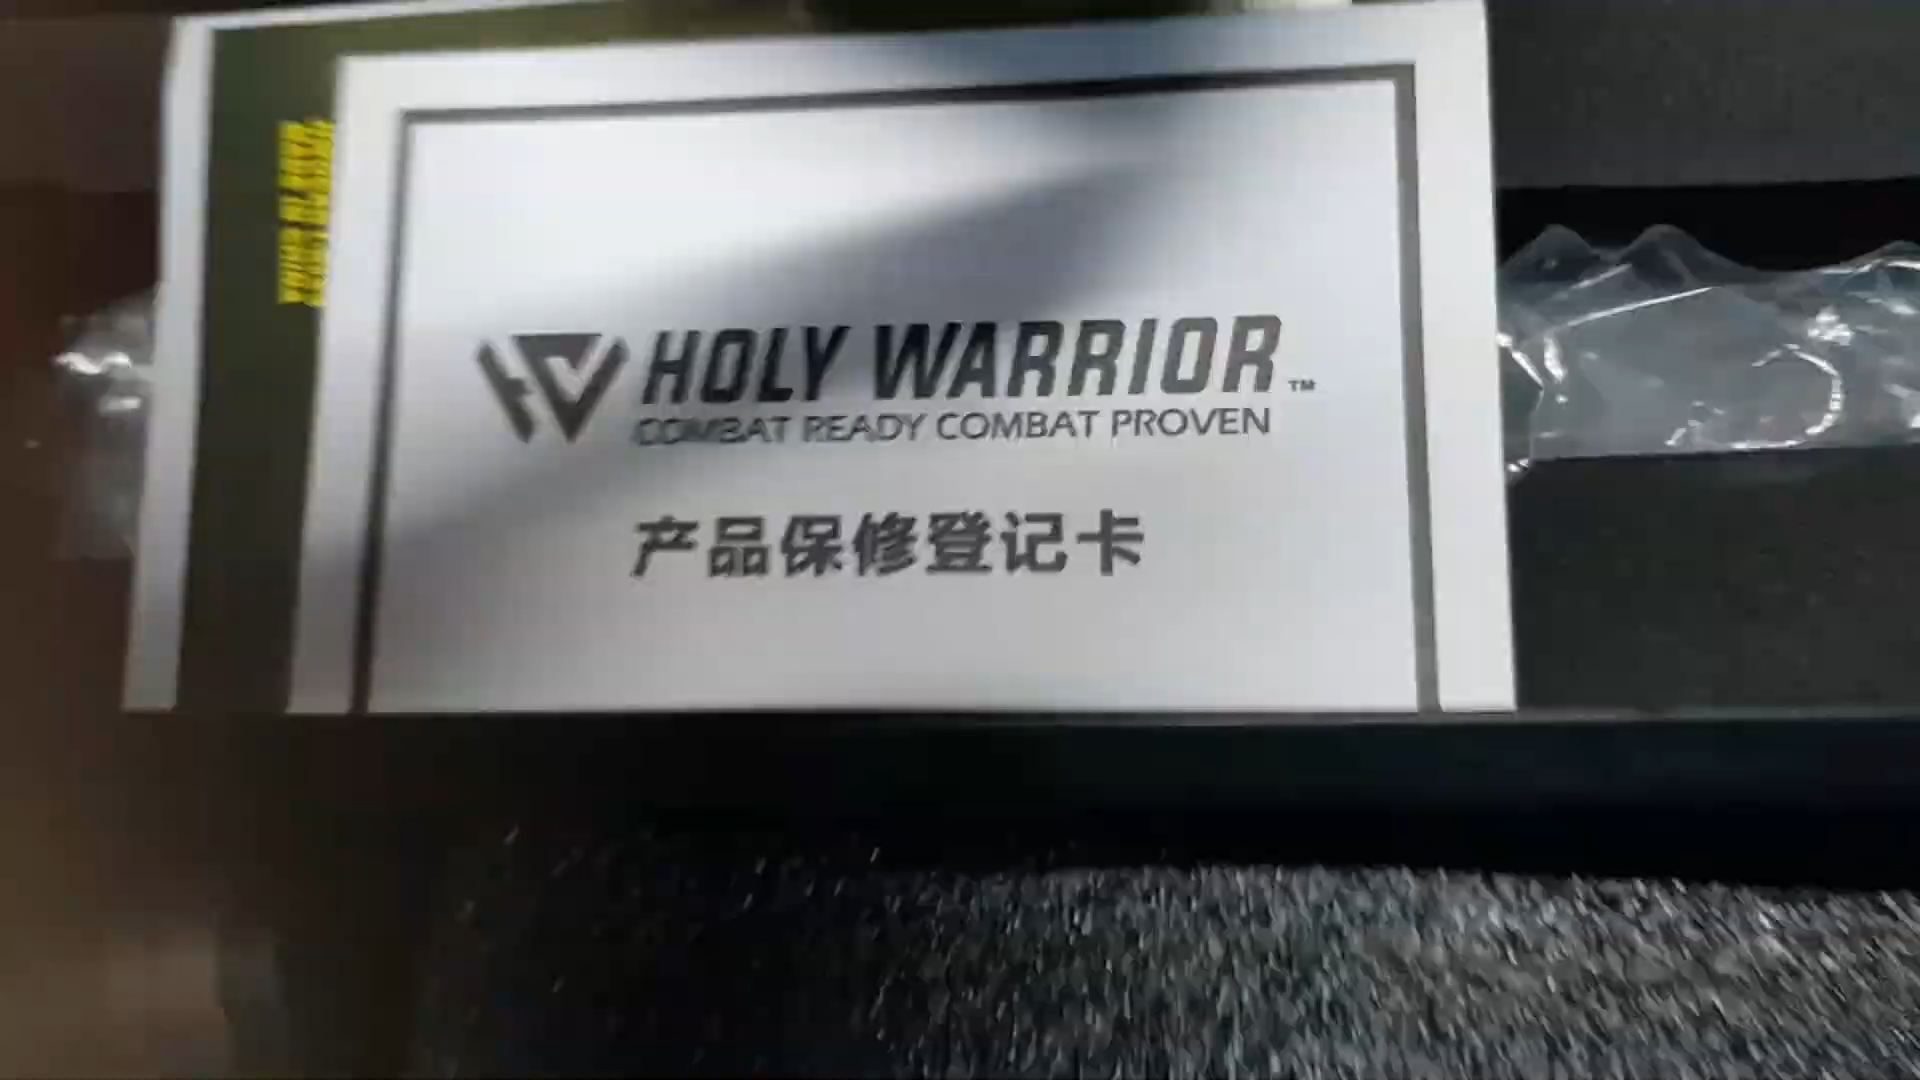 HOLY WARRIOR™
COMBAT READY COMBAT PROVEN
产品保修登记卡